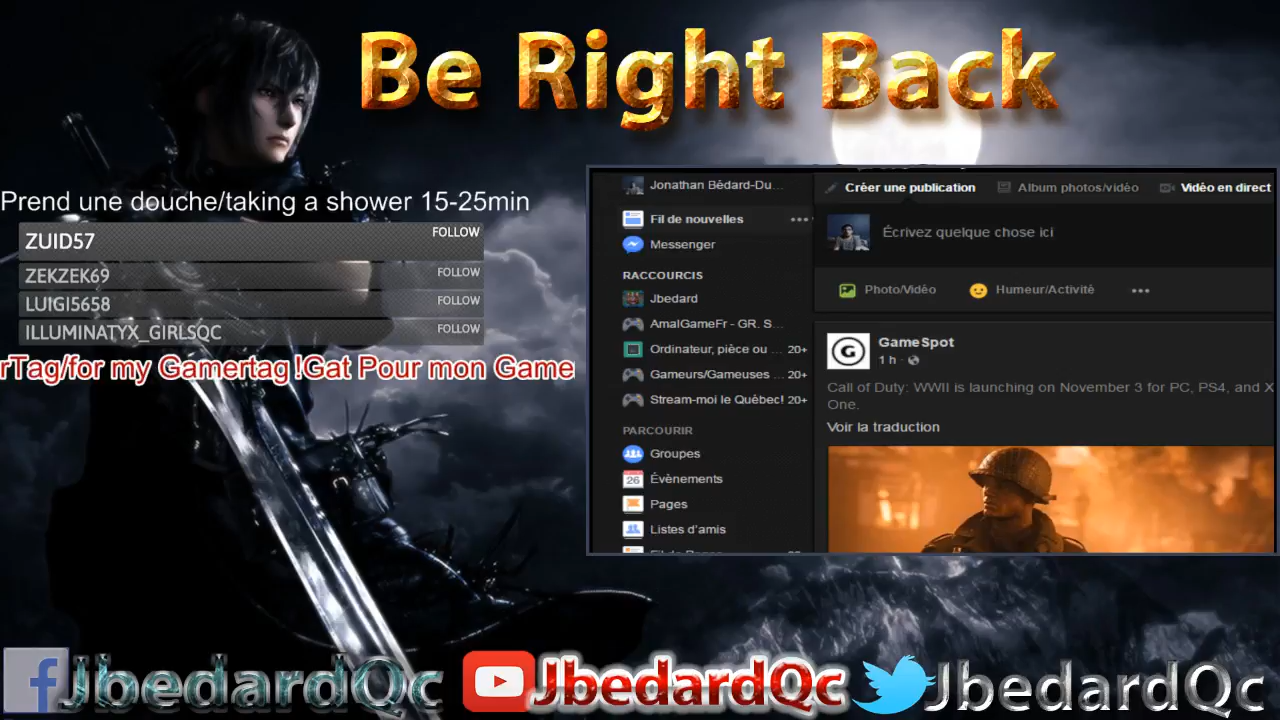 Be Right Back
Prend une douche/taking a shower 15-25min
ZUID57 FOLLOW
ZEKZEK69 FOLLOW
LUIGI5658 FOLLOW
ILLUMINATYX_GIRLSQC FOLLOW
rTag/for my Gamertag !Gat Pour mon Game
Jonathan Bédard-Du...
Fil de nouvelles
Messenger
RACCOURCIS
Jbedard
AmalGameFr - GR. S...
Ordinateur, pièce ou ... 20+
Gameurs/Gameuses ... 20+
Stream-moi le Québec! 20+
PARCOURIR
Groupes
26 Évènements
Pages
Listes d'amis
Créer une publication Album photos/vidéo Vidéo en direct
Écrivez quelque chose ici
Photo/Vidéo Humeur/Activité
GameSpot
1 h ·
Call of Duty: WWII is launching on November 3 for PC, PS4, and X
One.
Voir la traduction
JbedardQc JbedardQc JbedardQc